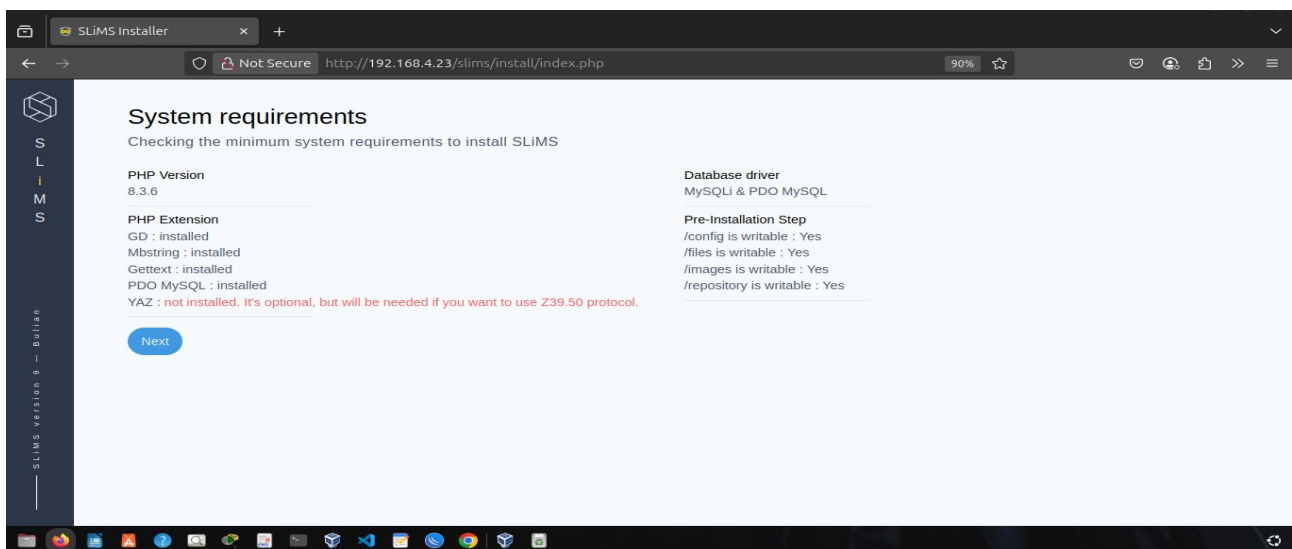 SLiMS Installer
Not Secure http://192.168.4.23/slims/install/index.php 90%
S
L
i
M
S
SLiMS version 9 — Bulian
System requirements
Checking the minimum system requirements to install SLiMS
PHP Version
8.3.6
PHP Extension
GD : installed
Mbstring : installed
Gettext : installed
PDO MySQL : installed
YAZ : not installed. It's optional, but will be needed if you want to use Z39.50 protocol.
Next
Database driver
MySQLi & PDO MySQL
Pre-Installation Step
/config is writable : Yes
/files is writable : Yes
/images is writable : Yes
/repository is writable : Yes